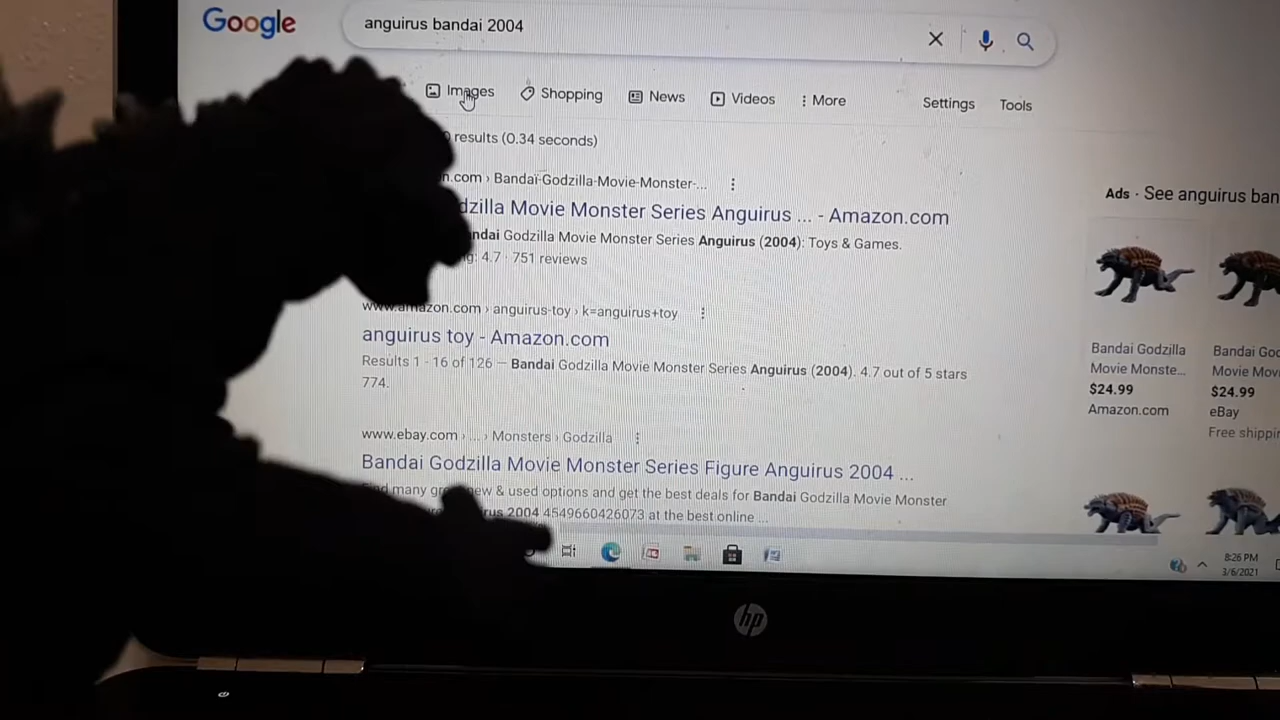 Google
anguirus bandai 2004
Images Shopping News Videos More Settings Tools
results (0.34 seconds)
n.com › Bandai-Godzilla-Movie-Monster-...
dzilla Movie Monster Series Anguirus ... - Amazon.com
andai Godzilla Movie Monster Series Anguirus (2004): Toys & Games.
4.7 · 751 reviews
www.amazon.com › anguirus-toy › k=anguirus+toy
anguirus toy - Amazon.com
Results 1 - 16 of 126 — Bandai Godzilla Movie Monster Series Anguirus (2004). 4.7 out of 5 stars
774.
www.ebay.com › ... › Monsters › Godzilla
Bandai Godzilla Movie Monster Series Figure Anguirus 2004 ...
Find many new & used options and get the best deals for Bandai Godzilla Movie Monster
2004 4549660426073 at the best online ...
Ads · See anguirus ban
Bandai Godzilla
Movie Monste...
$24.99
Amazon.com
Bandai Go
Movie Mov
$24.99
eBay
Free shippi
8:26 PM
3/6/2021
hp